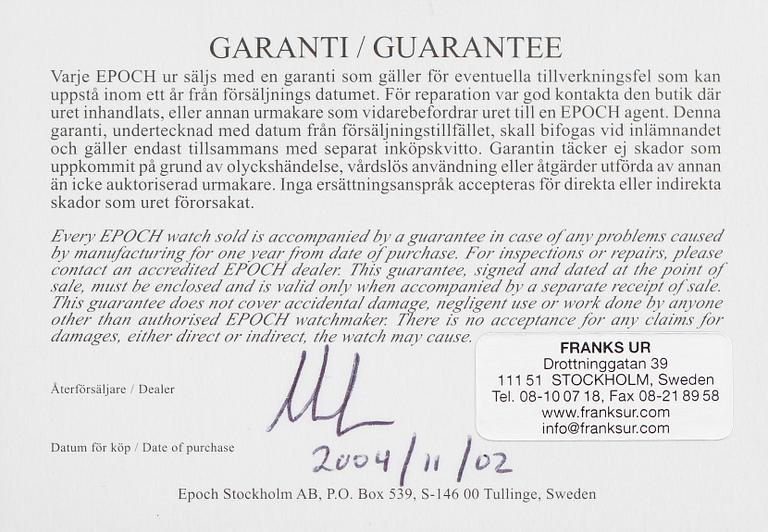 GARANTI / GUARANTEE
Varje EPOCH ur säljs med en garanti som gäller för eventuella tillverkningsfel som kan
uppstå inom ett år från försäljnings datumet. För reparation var god kontakta den butik där
uret inhandlats, eller annan urmakare som vidarebefordrar uret till en EPOCH agent. Denna
garanti, undertecknad med datum från försäljningstillfället, skall bifogas vid inlämnandet
och gäller endast tillsammans med separat inköpskvitto. Garantin täcker ej skador som
uppkommit på grund av olyckshändelse, vårdslös användning eller åtgärder utförda av annan
än icke auktoriserad urmakare. Inga ersättningsanspråk accepteras för direkta eller indirekta
skador som uret förorsakat.
Every EPOCH watch sold is accompanied by a guarantee in case of any problems caused
by manufacturing for one year from date of purchase. For inspections or repairs, please
contact an accredited EPOCH dealer. This guarantee, signed and dated at the point of
sale, must be enclosed and is valid only when accompanied by a separate receipt of sale.
This guarantee does not cover accidental damage, negligent use or work done by anyone
other than authorised EPOCH watchmaker. There is no acceptance for any claims for
damages, either direct or indirect, the watch may cause.
FRANKS UR
Drottninggatan 39
111 51 STOCKHOLM, Sweden
Tel. 08-10 07 18, Fax 08-21 89 58
www.franksur.com
info@franksur.com
Återförsäljare / Dealer
Datum för köp / Date of purchase
2004/11/02
Epoch Stockholm AB, P.O. Box 539, S-146 00 Tullinge, Sweden